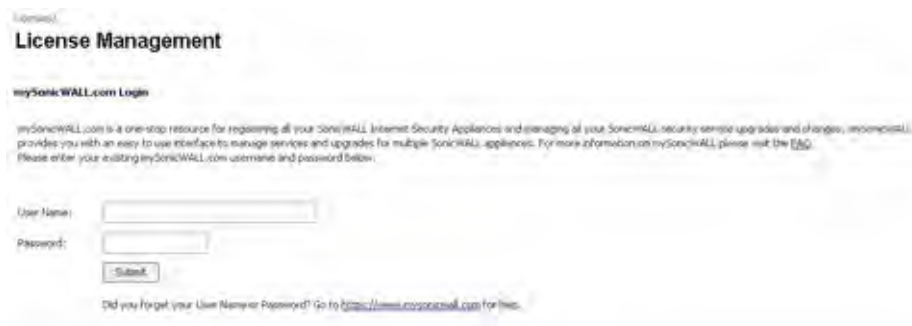 License Management
mySonicWALL.com Login
mySonicWALL.com is a one-stop resource for registering all your SonicWALL Internet Security Appliances and managing all your SonicWALL security service upgrades and changes. mySonicWALL
provides you with an easy to use interface to manage services and upgrades for multiple SonicWALL appliances. For more information on mySonicWALL please visit the FAQ.
Please enter your existing mySonicWALL.com username and password below:
User Name:
Password:
Submit
Did you forget your User Name or Password? Go to https://www.mysonicwall.com for help.